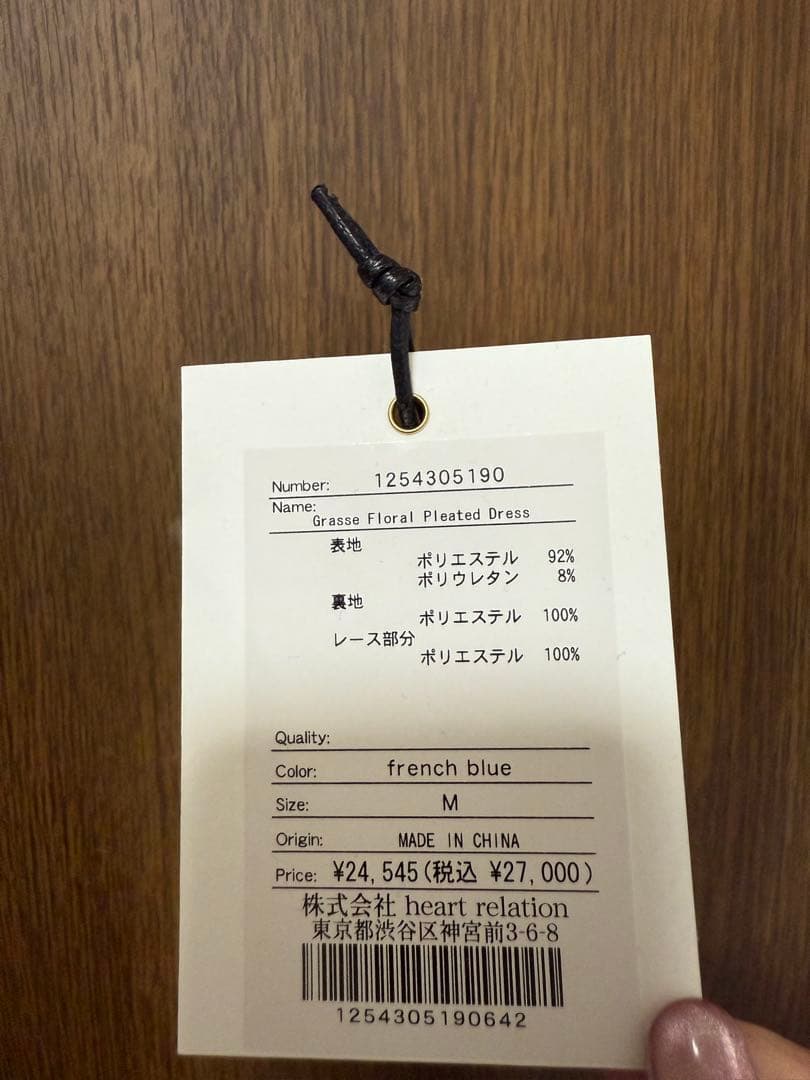 Number: 1254305190
Name:
Grasse Floral Pleated Dress
表地
ポリエステル 92%
ポリウレタン 8%
裏地
ポリエステル 100%
レース部分
ポリエステル 100%
Quality:
Color: french blue
Size: M
Origin: MADE IN CHINA
Price: ¥24,545(税込 ¥27,000)
株式会社 heart relation
東京都渋谷区神宮前3-6-8
1254305190642